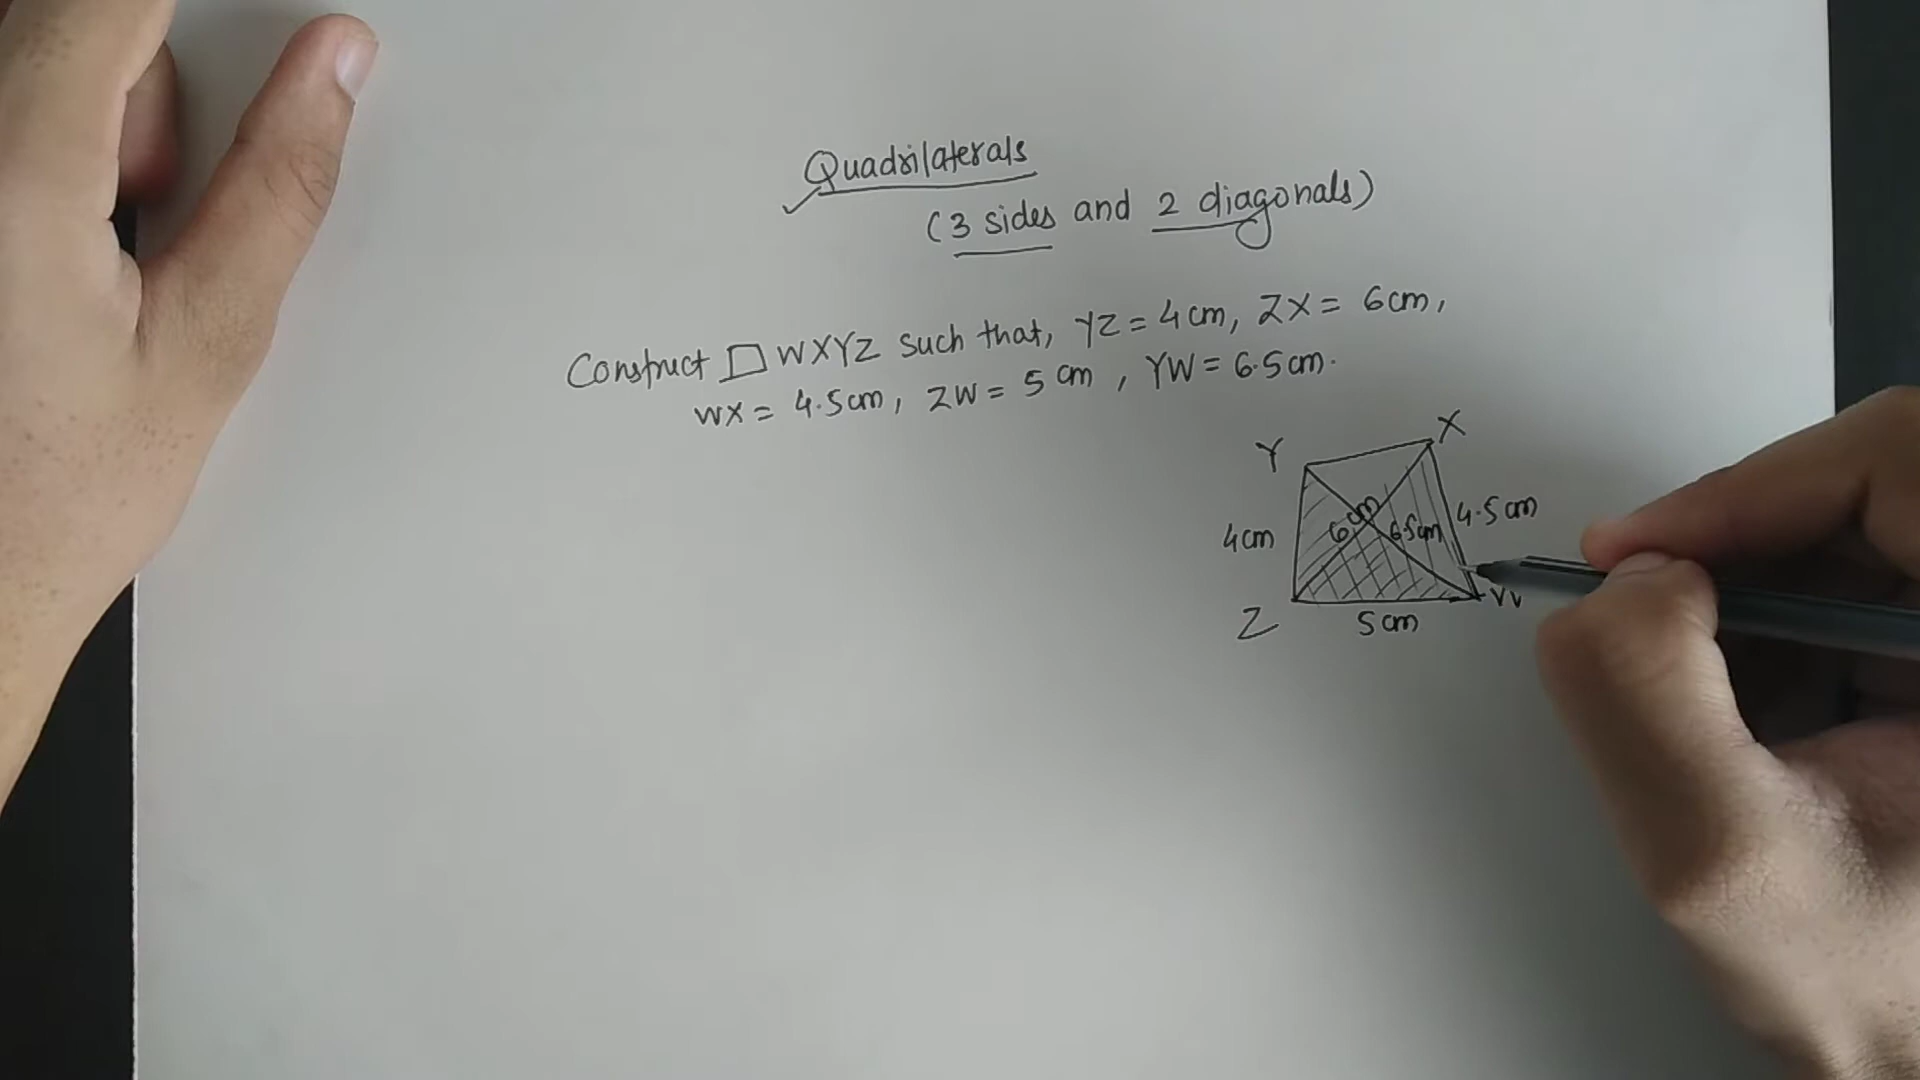 Quadrilaterals
(3 sides and 2 diagonals)
Construct □ WXYZ such that, YZ = 4 cm, ZX = 6 cm,
WX = 4.5 cm, ZW = 5 cm, YW = 6.5 cm.
Y X
4 cm 6 cm 6.5 cm 4.5 cm
Z W
5 cm